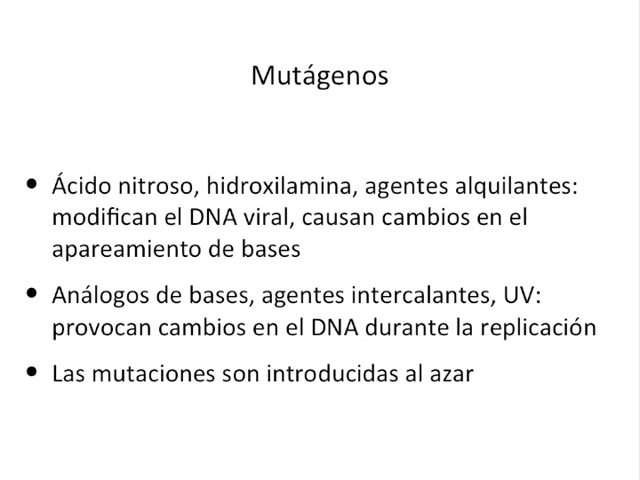 Mutágenos
• Ácido nitroso, hidroxilamina, agentes alquilantes:
modifican el DNA viral, causan cambios en el
apareamiento de bases
• Análogos de bases, agentes intercalantes, UV:
provocan cambios en el DNA durante la replicación
• Las mutaciones son introducidas al azar